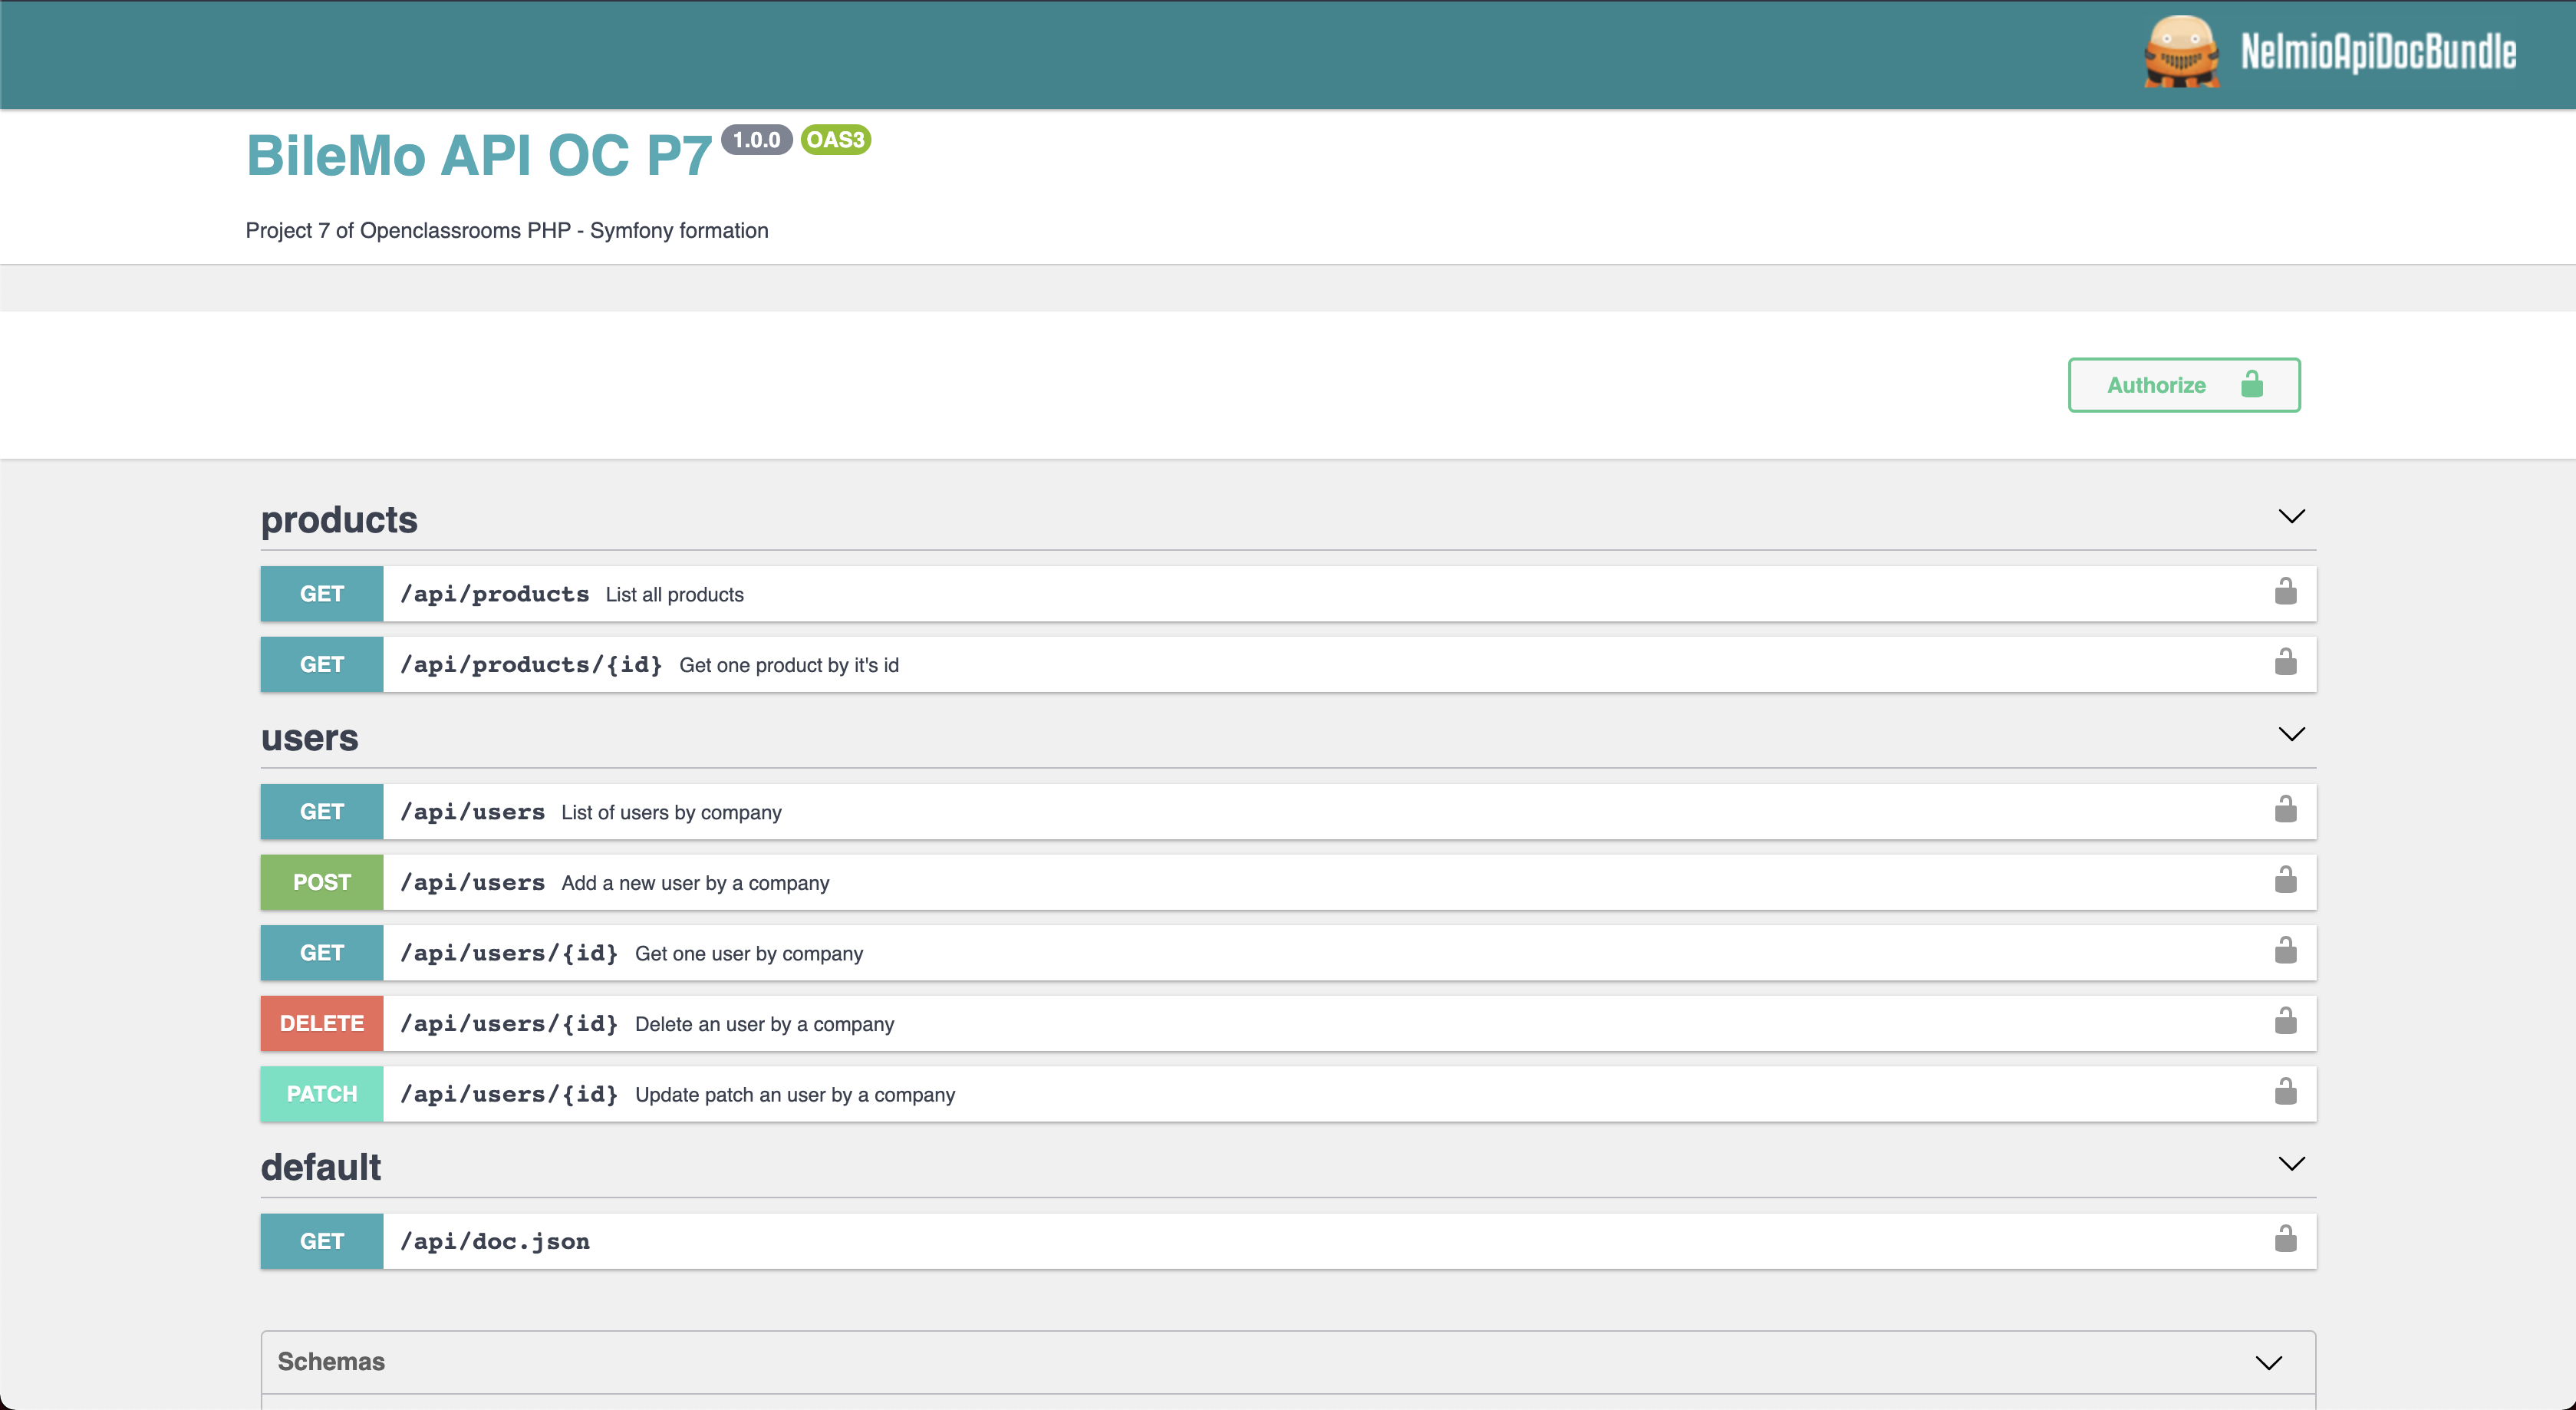 NelmioApiDocBundle
BileMo API OC P7 1.0.0 OAS3
Project 7 of Openclassrooms PHP - Symfony formation
Authorize
products
GET /api/products List all products
GET /api/products/{id} Get one product by it's id
users
GET /api/users List of users by company
POST /api/users Add a new user by a company
GET /api/users/{id} Get one user by company
DELETE /api/users/{id} Delete an user by a company
PATCH /api/users/{id} Update patch an user by a company
default
GET /api/doc.json
Schemas